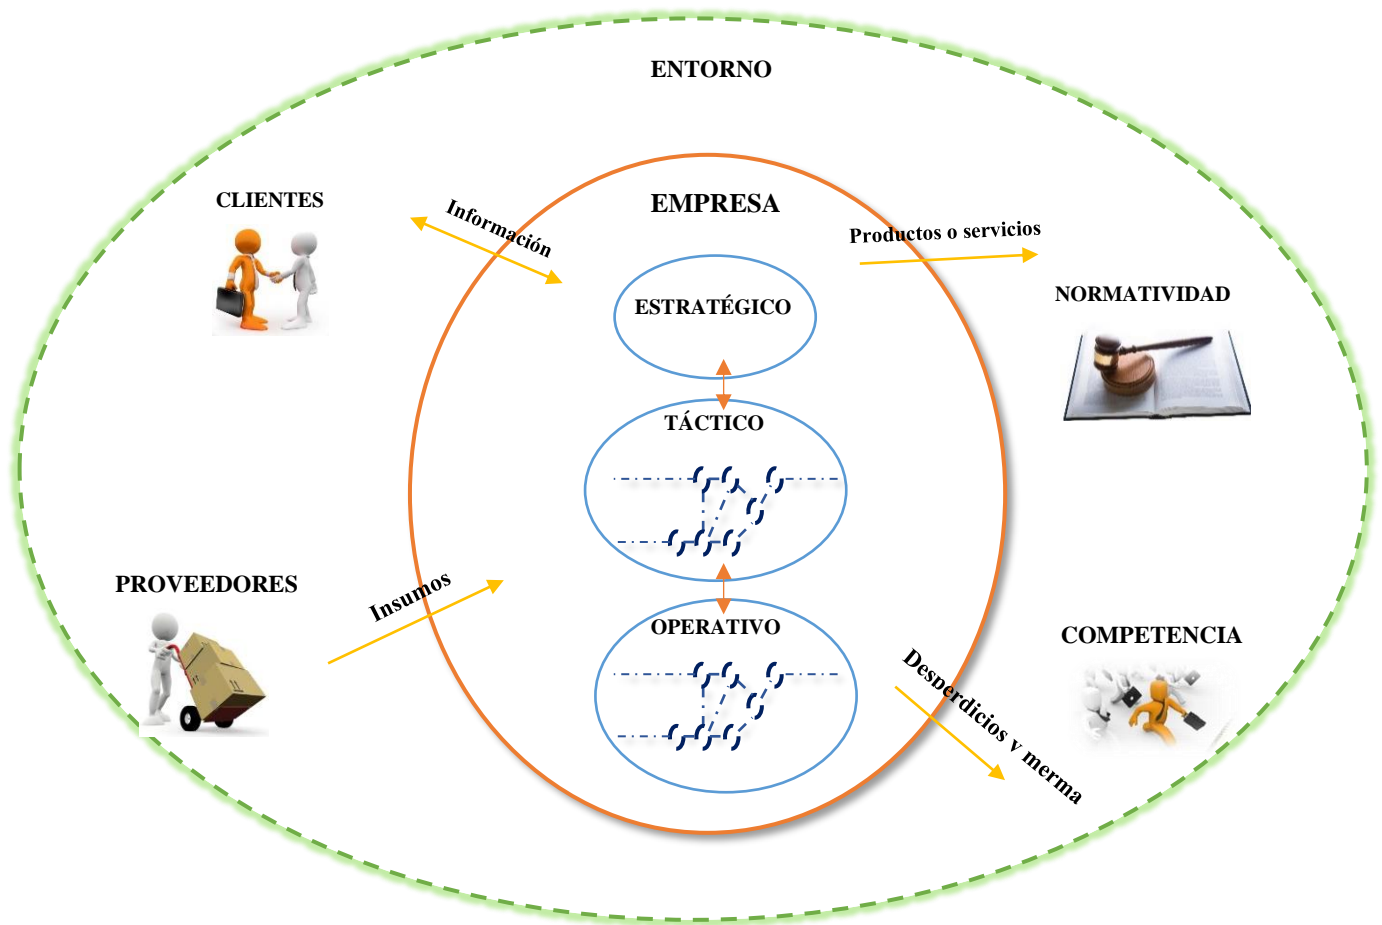 ENTORNO
CLIENTES
Información
EMPRESA
Productos o servicios
NORMATIVIDAD
ESTRATÉGICO
TÁCTICO
PROVEEDORES
Insumos
OPERATIVO
COMPETENCIA
Desperdicios y merma